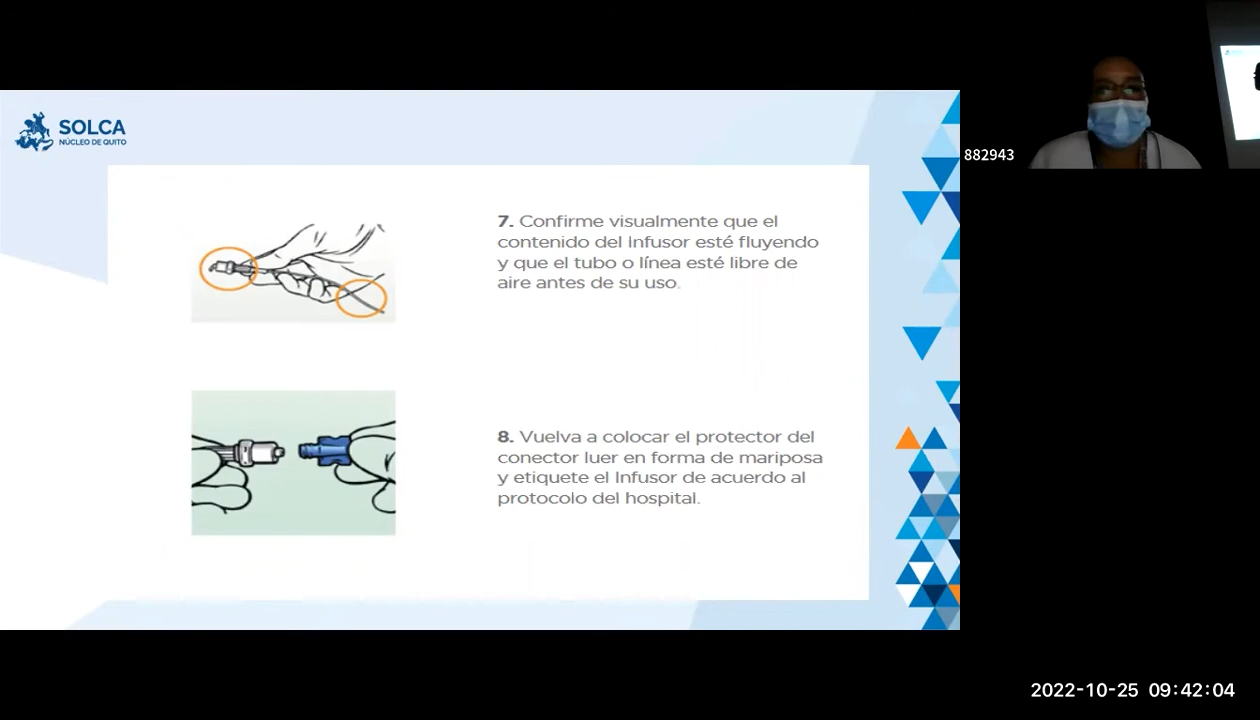 SOLCA
NÚCLEO DE QUITO
7. Confirme visualmente que el
contenido del Infusor esté fluyendo
y que el tubo o línea esté libre de
aire antes de su uso.
8. Vuelva a colocar el protector del
conector luer en forma de mariposa
y etiquete el Infusor de acuerdo al
protocolo del hospital.
882943
2022-10-25 09:42:04